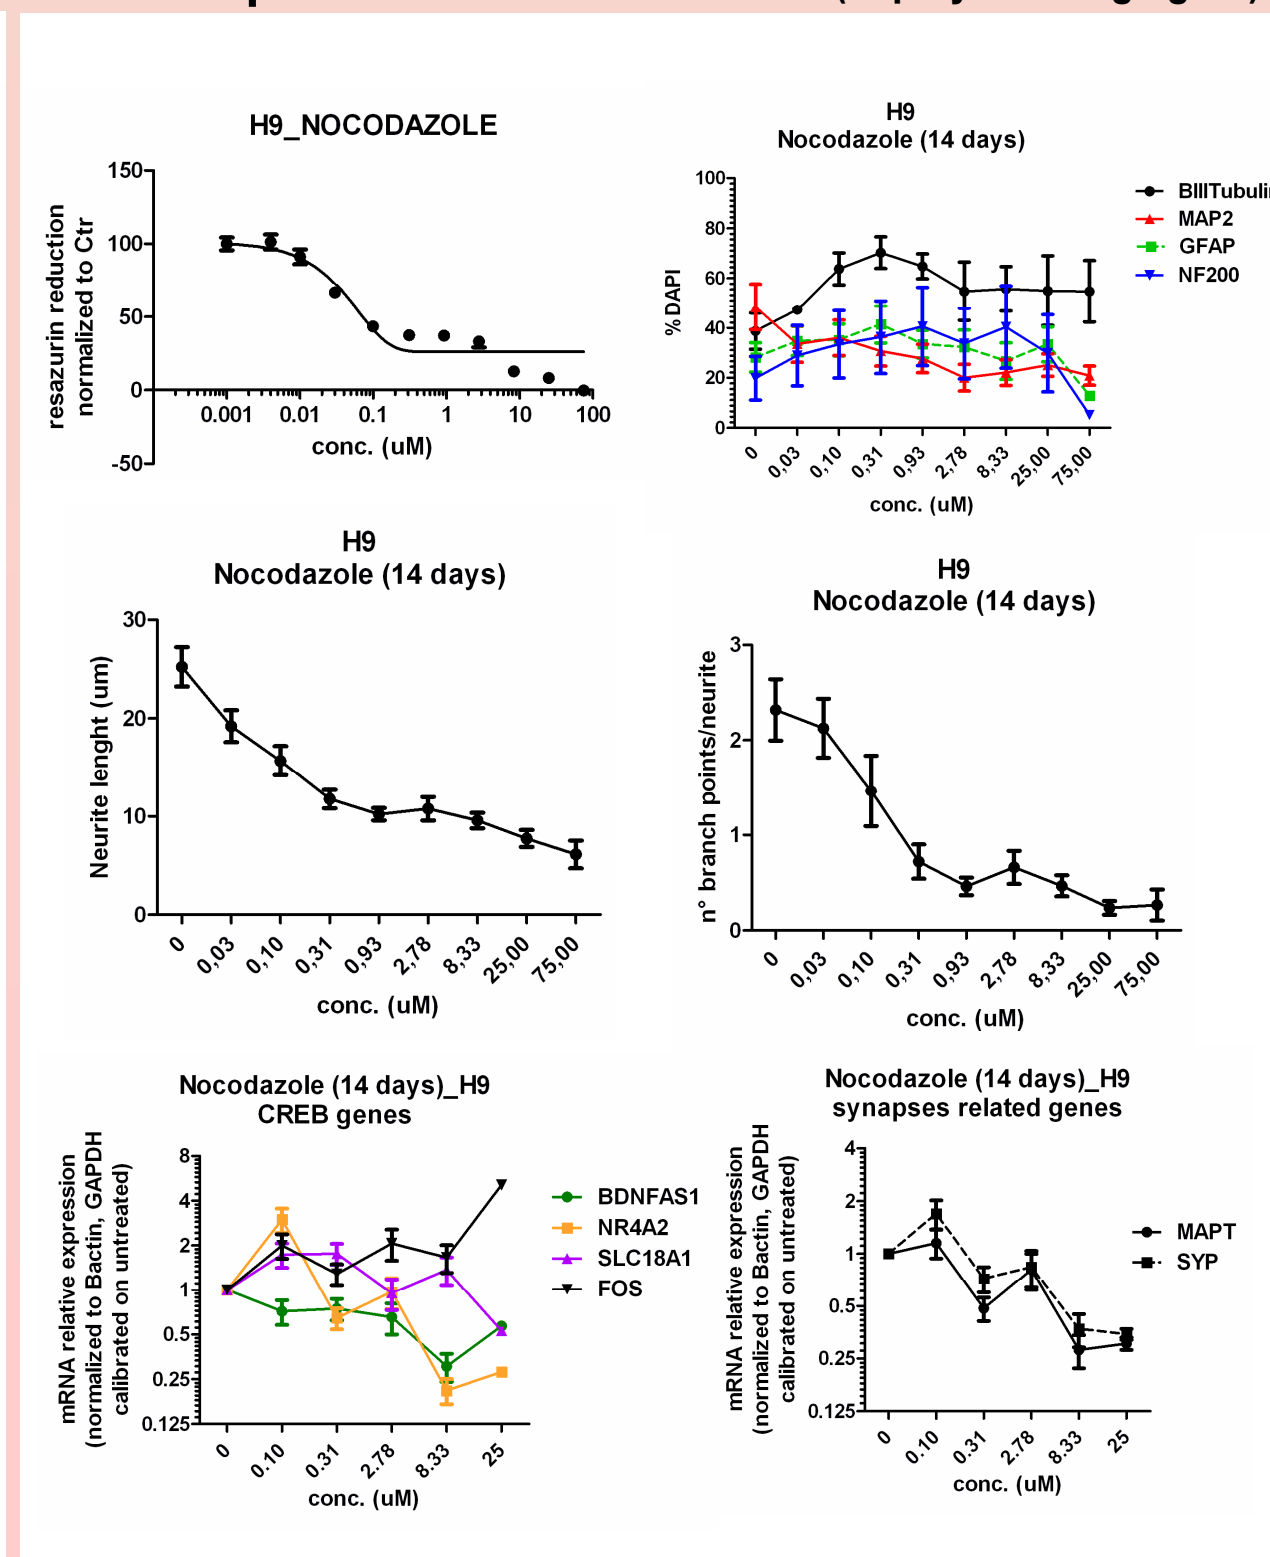 H9_NOCODAZOLE
resazurin reduction
normalized to Ctr
150
100
50
0
-50
0.001 0.01 0.1 1 10 100
conc. (uM)
H9
Nocodazole (14 days)
%DAPI
100
80
60
40
20
0
0 0,03 0,10 0,31 0,93 2,78 8,33 25,00 75,00
conc. (uM)
BIIITubulin
MAP2
GFAP
NF200
H9
Nocodazole (14 days)
Neurite lenght (um)
30
20
10
0
0 0,03 0,10 0,31 0,93 2,78 8,33 25,00 75,00
conc. (uM)
H9
Nocodazole (14 days)
n° branch points/neurite
3
2
1
0
0 0,03 0,10 0,31 0,93 2,78 8,33 25,00 75,00
conc. (uM)
Nocodazole (14 days)_H9
CREB genes
mRNA relative expression
(normalized to Bactin, GAPDH
calibrated on untreated)
8
4
2
1
0.5
0.25
0.125
0 0.10 0.31 2.78 8.33 25
conc. (uM)
BDNFAS1
NR4A2
SLC18A1
FOS
Nocodazole (14 days)_H9
synapses related genes
mRNA relative expression
(normalized to Bactin, GAPDH
calibrated on untreated)
4
2
1
0.5
0.25
0.125
0 0.10 0.31 2.78 8.33 25
conc. (uM)
MAPT
SYP